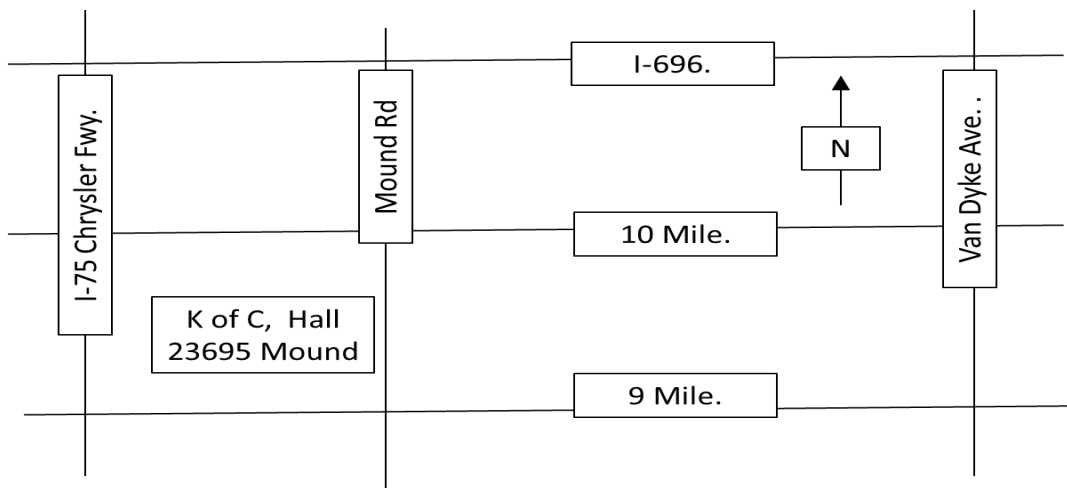 I-696.
I-75 Chrysler Fwy.
Mound Rd
N
Van Dyke Ave. .
10 Mile.
K of C,  Hall
23695 Mound
9 Mile.